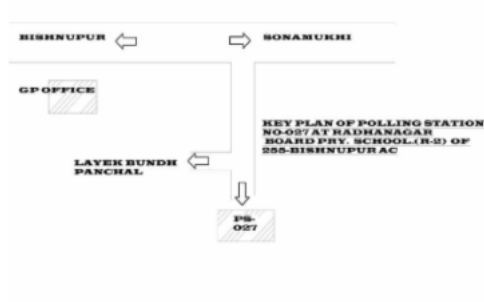 BISHNUPUR
SONAMUKHI
GP OFFICE
KEY PLAN OF POLLING STATION
NO-027 AT RADHANAGAR
BOARD PRY. SCHOOL.(R-2) OF
255-BISHNUPUR AC
LAYEK BUNDH
PANCHAL
PS-
027